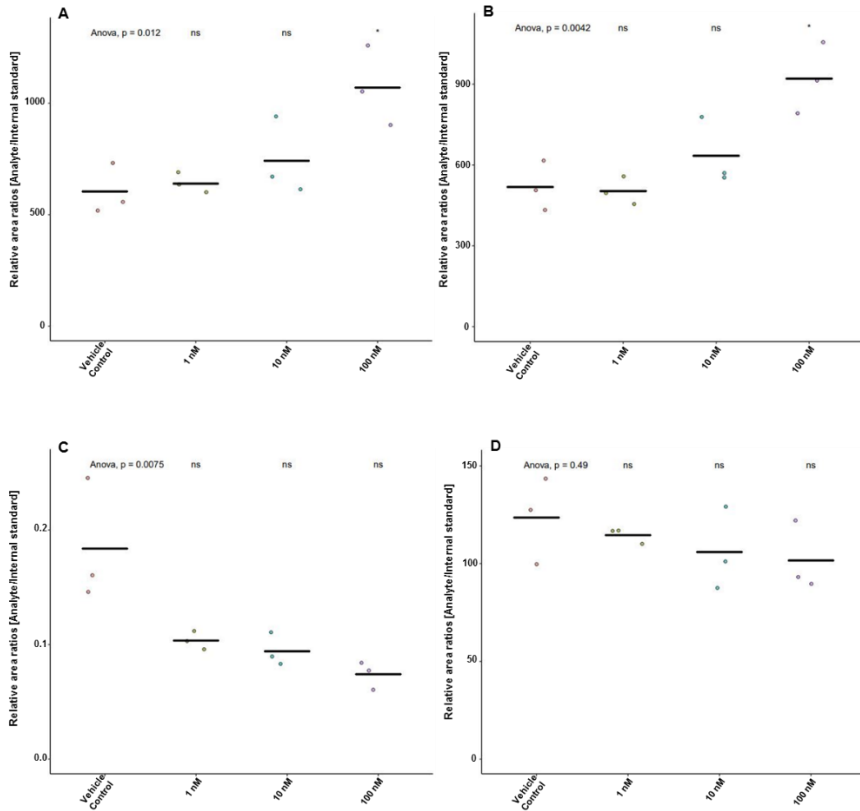 A
Anova, p = 0.012
ns
ns
*
Relative area ratios [Analyte/Internal standard]
1000
500
0
Vehicle
Control
1 nM
10 nM
100 nM
B
Anova, p = 0.0042
ns
ns
*
Relative area ratios [Analyte/Internal standard]
900
600
300
0
Vehicle
Control
1 nM
10 nM
100 nM
C
Anova, p = 0.0075
ns
ns
ns
Relative area ratios [Analyte/Internal standard]
0.2
0.1
0.0
Vehicle
Control
1 nM
10 nM
100 nM
D
Anova, p = 0.49
ns
ns
ns
Relative area ratios [Analyte/Internal standard]
150
100
50
0
Vehicle
Control
1 nM
10 nM
100 nM